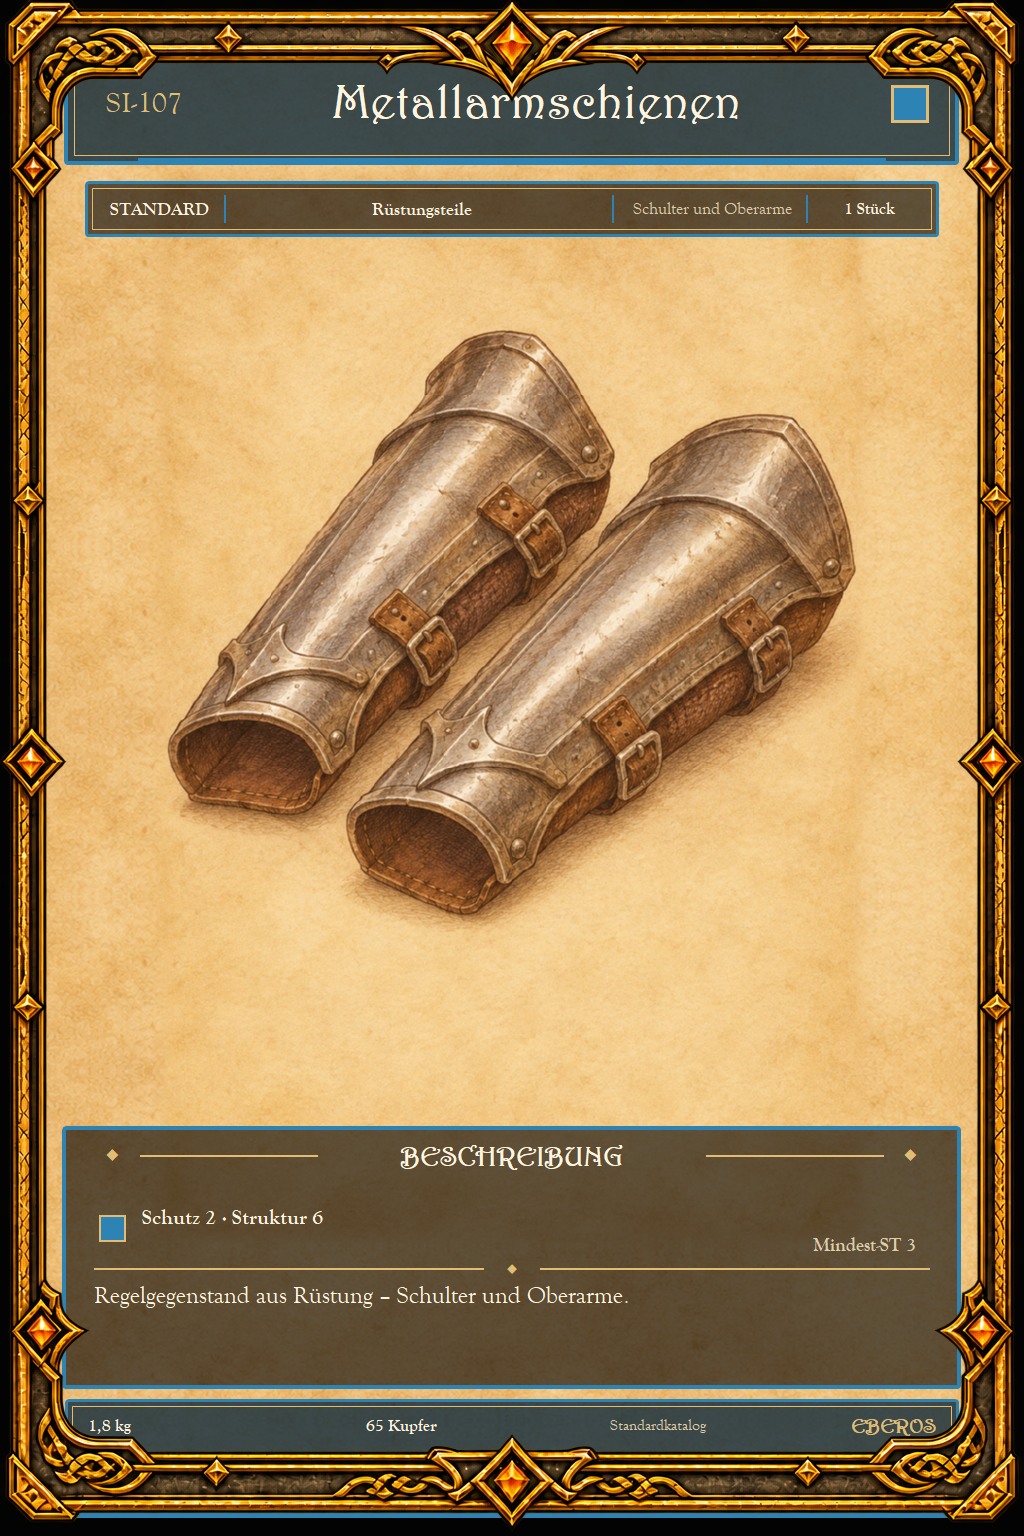 SI-107
Metallarmschienen
STANDARD
Rüstungsteile
Schulter und Oberarme
1 Stück
BESCHREIBUNG
Schutz 2 · Struktur 6
Mindest-ST 3
Regelgegenstand aus Rüstung – Schulter und Oberarme.
1,8 kg
65 Kupfer
Standardkatalog
EBEROS